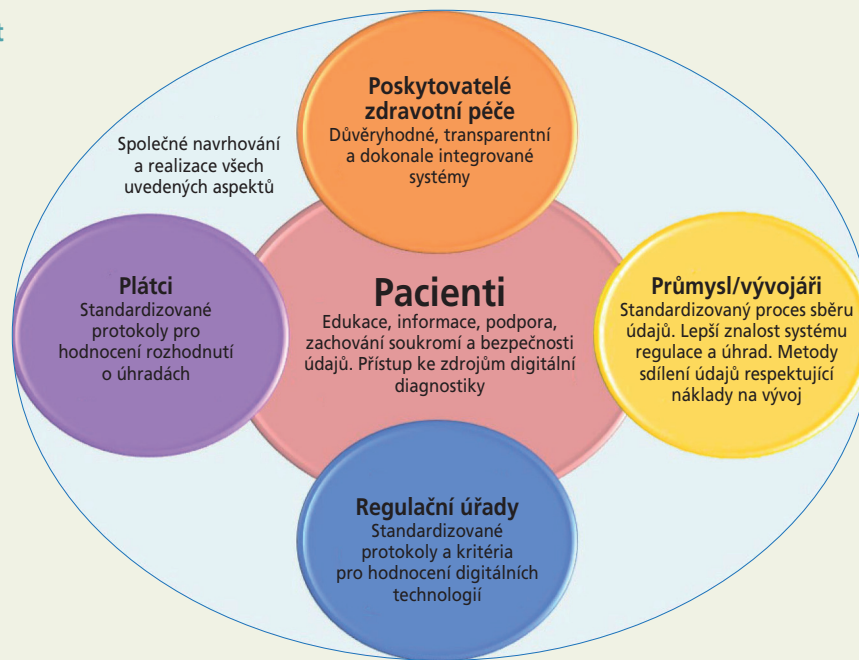 t
Poskytovatelé
zdravotní péče
Důvěryhodné, transparentní
a dokonale integrované
systémy
Společné navrhování
a realizace všech
uvedených aspektů
Plátci
Standardizované
protokoly pro
hodnocení rozhodnutí
o úhradách
Pacienti
Edukace, informace, podpora,
zachování soukromí a bezpečnosti
údajů. Přístup ke zdrojům digitální
diagnostiky
Průmysl/vývojáři
Standardizovaný proces sběru
údajů. Lepší znalost systému
regulace a úhrad. Metody
sdílení údajů respektující
náklady na vývoj
Regulační úřady
Standardizované
protokoly a kritéria
pro hodnocení digitálních
technologií